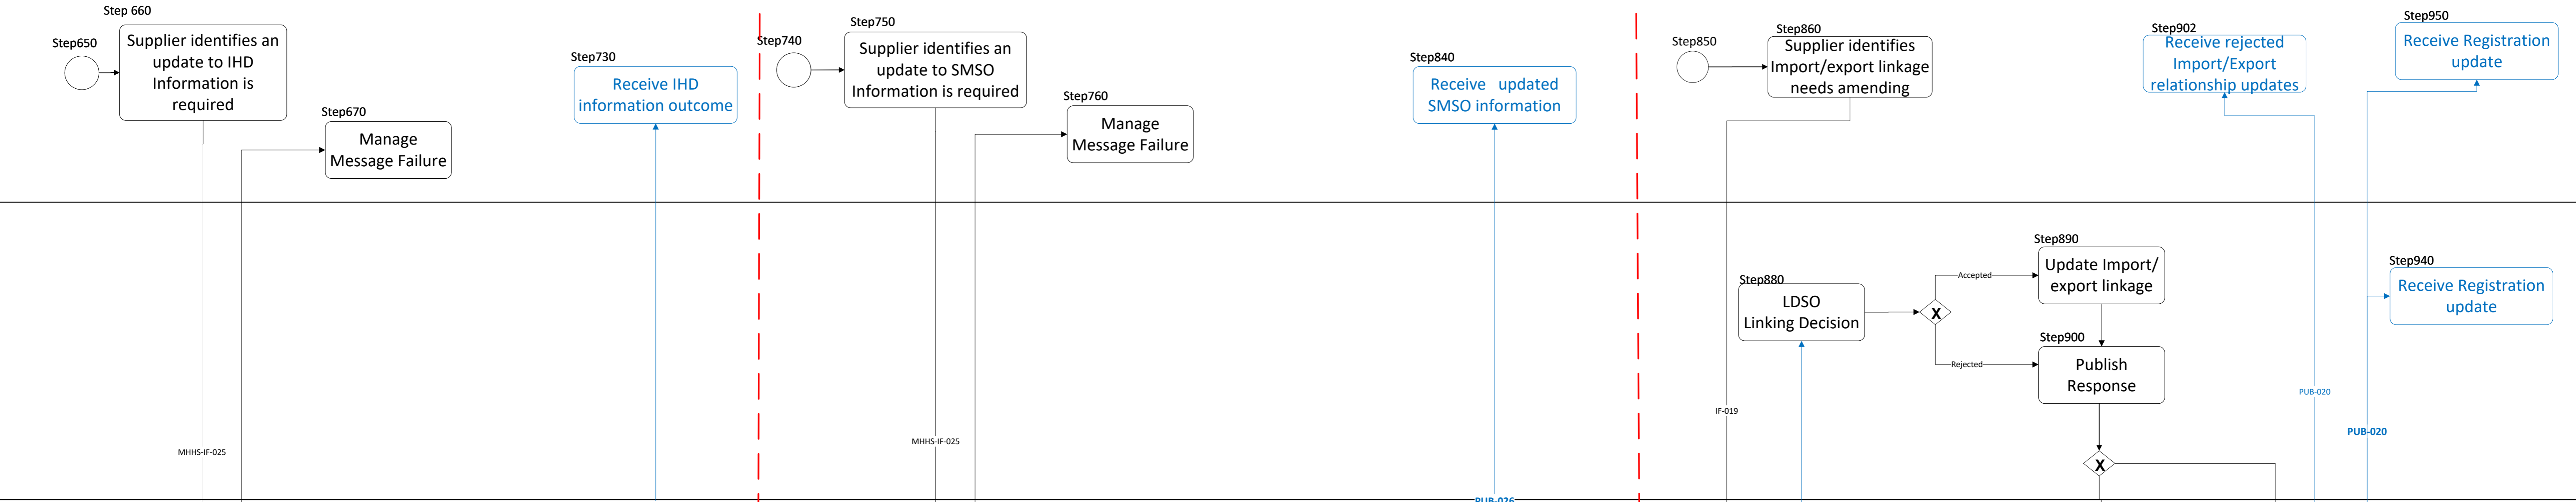 Step 660
Step650
Supplier identifies an
update to IHD
Information is
required
Step670
Manage
Message Failure
MHHS-IF-025
Step730
Receive IHD
information outcome
Step740
Step750
Supplier identifies an
update to SMSO
Information is required
Step760
Manage
Message Failure
MHHS-IF-025
Step840
Receive updated
SMSO information
PUB-026
Step850
Step860
Supplier identifies
Import/export linkage
needs amending
IF-019
Step880
LDSO
Linking Decision
X
Accepted
Rejected
Step890
Update Import/
export linkage
Step900
Publish
Response
X
Step902
Receive rejected
Import/Export
relationship updates
PUB-020
Step950
Receive Registration
update
PUB-020
Step940
Receive Registration
update